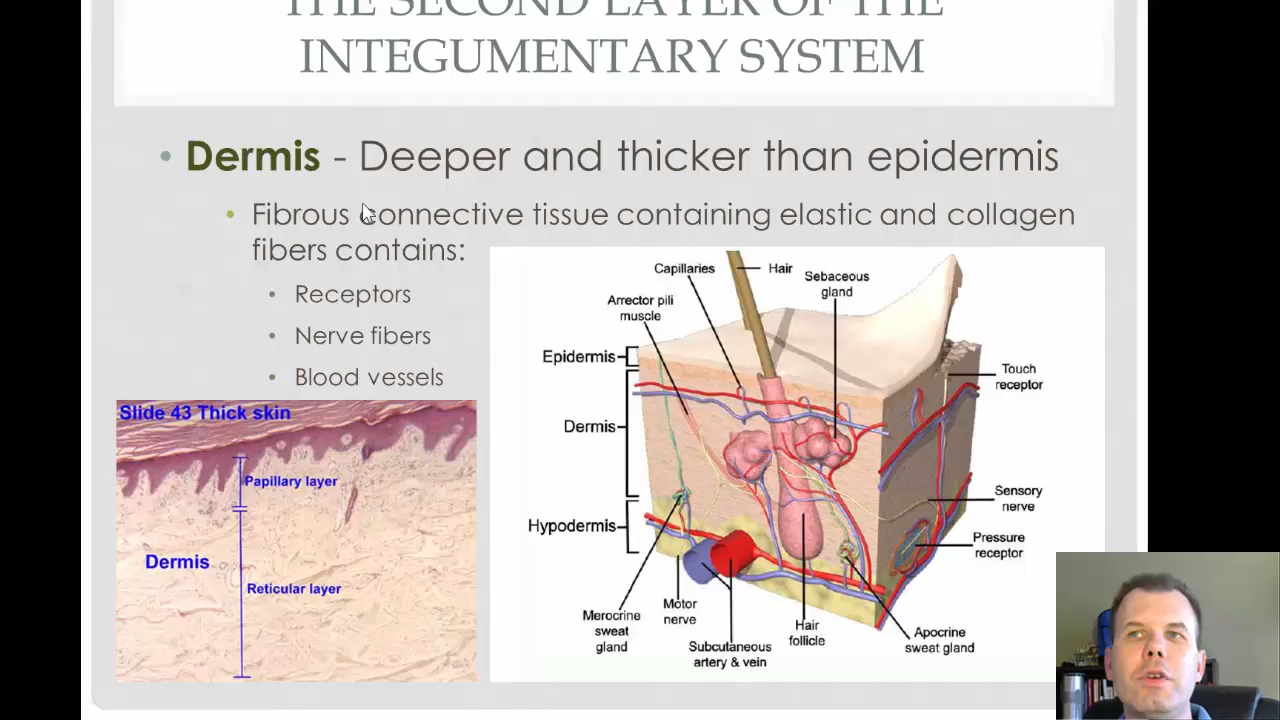 THE SECOND LAYER OF THE
INTEGUMENTARY SYSTEM
• Dermis - Deeper and thicker than epidermis
• Fibrous connective tissue containing elastic and collagen
fibers contains:
• Receptors
• Nerve fibers
• Blood vessels
Slide 43 Thick skin
Papillary layer
Dermis
Reticular layer
Capillaries
Hair
Sebaceous
gland
Arrector pili
muscle
Epidermis
Touch
receptor
Dermis
Sensory
nerve
Hypodermis
Pressure
receptor
Merocrine
sweat
gland
Motor
nerve
Subcutaneous
artery & vein
Hair
follicle
Apocrine
sweat gland